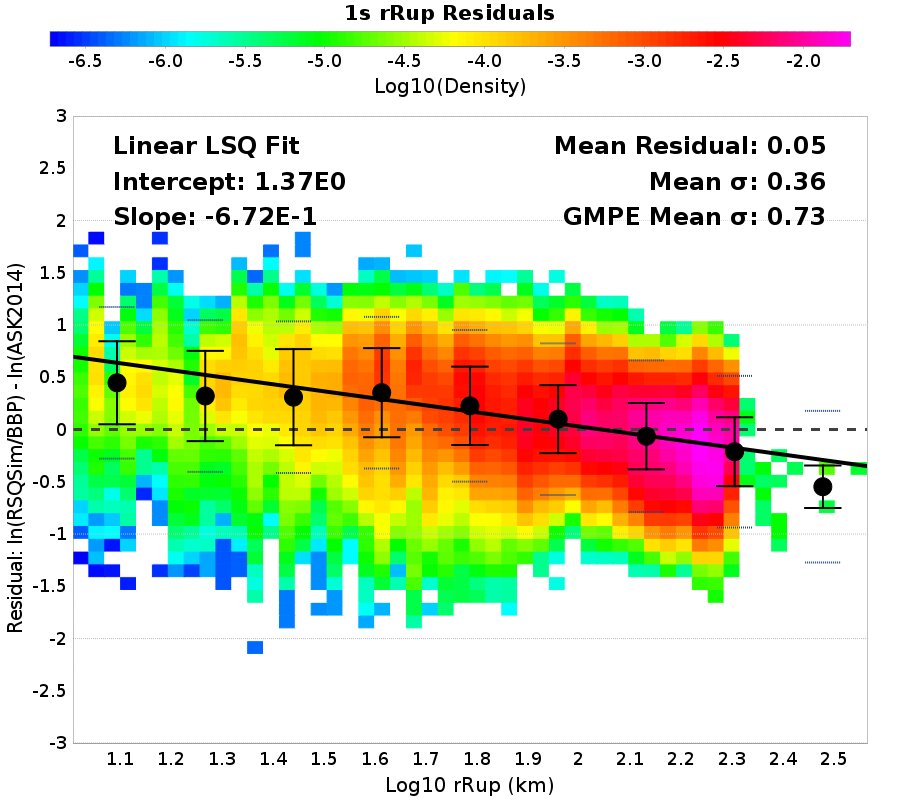 1s rRup Residuals
-6.5 -6.0 -5.5 -5.0 -4.5 -4.0 -3.5 -3.0 -2.5 -2.0
Log10(Density)
Linear LSQ Fit
Intercept: 1.37E0
Slope: -6.72E-1
Mean Residual: 0.05
Mean σ: 0.36
GMPE Mean σ: 0.73
Residual: ln(RSQSim/BBP) - ln(ASK2014)
3
2.5
2
1.5
1
0.5
0
-0.5
-1
-1.5
-2
-2.5
-3
1.1 1.2 1.3 1.4 1.5 1.6 1.7 1.8 1.9 2 2.1 2.2 2.3 2.4 2.5
Log10 rRup (km)